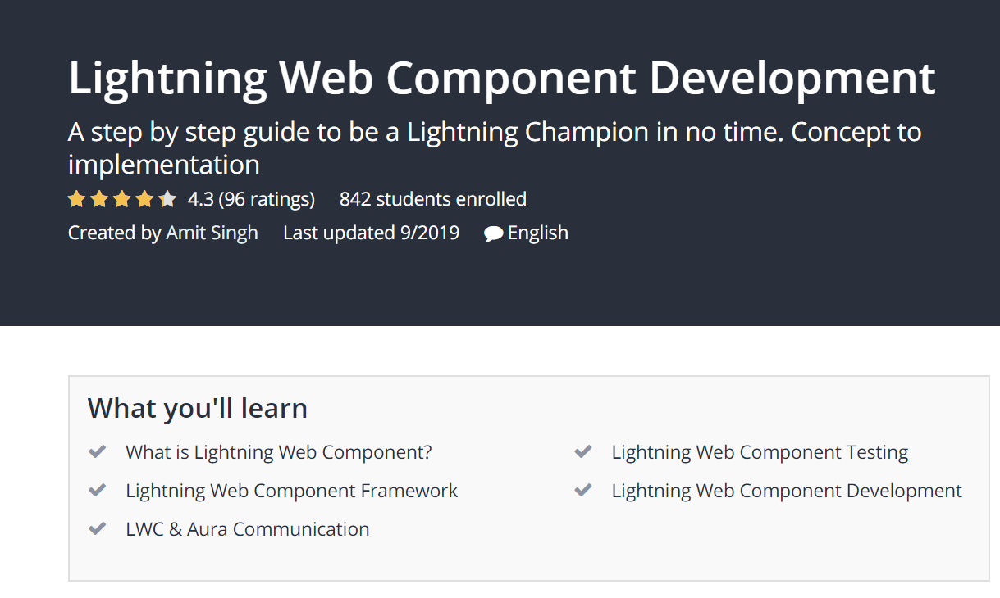 Lightning Web Component Development
A step by step guide to be a Lightning Champion in no time. Concept to
implementation
4.3 (96 ratings) 842 students enrolled
Created by Amit Singh Last updated 9/2019 English
What you'll learn
What is Lightning Web Component?
Lightning Web Component Framework
LWC & Aura Communication
Lightning Web Component Testing
Lightning Web Component Development